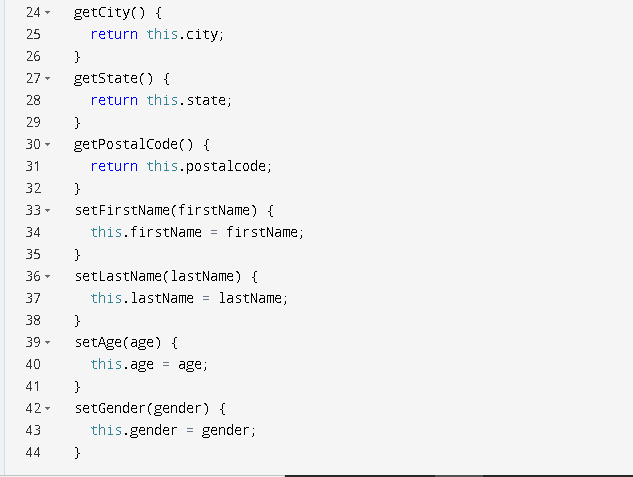 24 getCity() {
25 return this.city;
26 }
27 getState() {
28 return this.state;
29 }
30 getPostalCode() {
31 return this.postalcode;
32 }
33 setFirstName(firstName) {
34 this.firstName = firstName;
35 }
36 setLastName(lastName) {
37 this.lastName = lastName;
38 }
39 setAge(age) {
40 this.age = age;
41 }
42 setGender(gender) {
43 this.gender = gender;
44 }